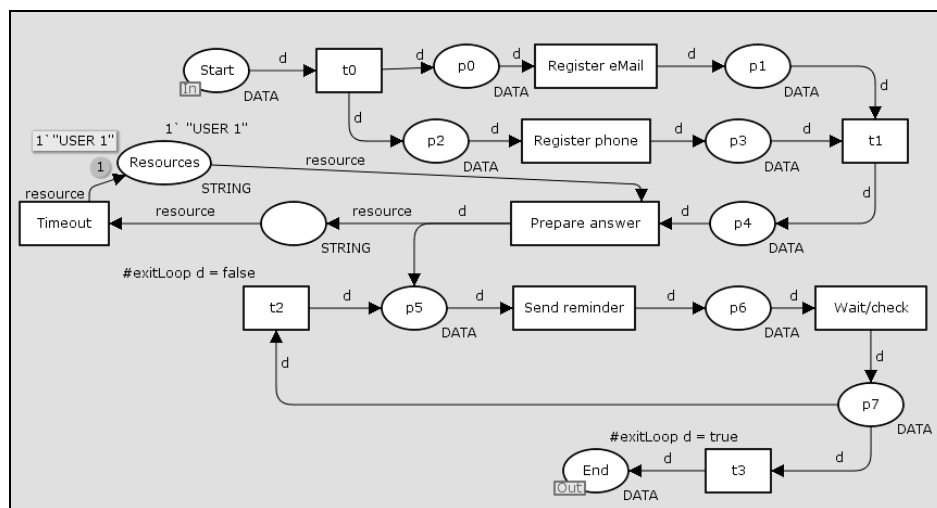 Start
In
DATA
d
t0
d
p0
DATA
d
Register eMail
d
p1
DATA
d
1` "USER 1"
1` "USER 1"
1
Resources
STRING
resource
d
p2
DATA
d
Register phone
d
p3
DATA
d
t1
resource
Timeout
resource
STRING
resource
d
Prepare answer
d
p4
DATA
d
#exitLoop d = false
t2
d
p5
DATA
d
Send reminder
d
p6
DATA
d
Wait/check
d
d
p7
DATA
#exitLoop d = true
End
Out
DATA
d
t3
d